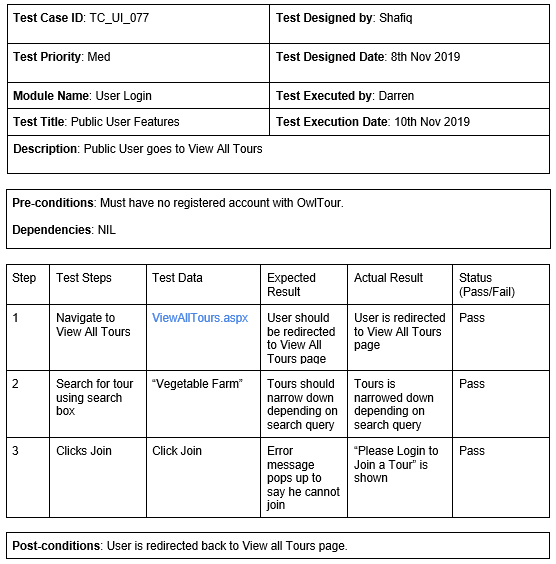 Test Case ID: TC_UI_077
Test Designed by: Shafiq
Test Priority: Med
Test Designed Date: 8th Nov 2019
Module Name: User Login
Test Executed by: Darren
Test Title: Public User Features
Test Execution Date: 10th Nov 2019
Description: Public User goes to View All Tours
Pre-conditions: Must have no registered account with OwlTour.
Dependencies: NIL
Step
Test Steps
Test Data
Expected
Result
Actual Result
Status
(Pass/Fail)
1
Navigate to
View All Tours
ViewAllTours.aspx
User should
be redirected
to View All
Tours page
User is redirected
to View All Tours
page
Pass
2
Search for tour
using search
box
“Vegetable Farm”
Tours should
narrow down
depending on
search query
Tours is
narrowed down
depending on
search query
Pass
3
Clicks Join
Click Join
Error
message
pops up to
say he cannot
join
“Please Login to
Join a Tour” is
shown
Pass
Post-conditions: User is redirected back to View all Tours page.